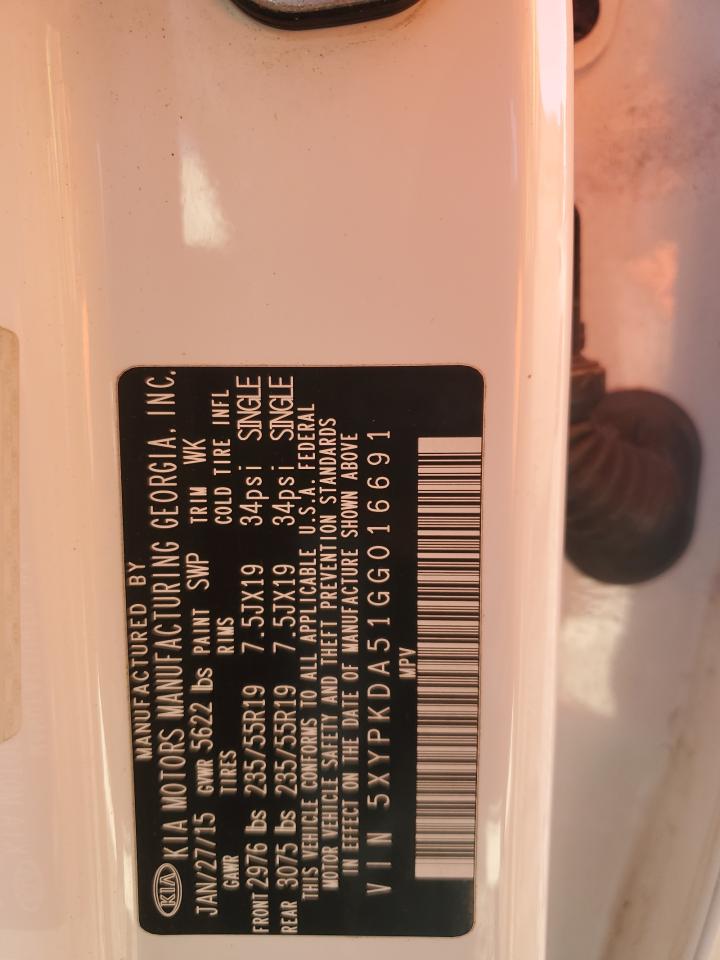 MANUFACTURED BY
KIA KIA MOTORS MANUFACTURING GEORGIA, INC.
JAN/27/15 GVWR 5622 lbs PAINT SWP TRIM WK
GAWR TIRES RIMS COLD TIRE INFL
FRONT 2976 lbs 235/55R19 7.5JX19 34psi SINGLE
REAR 3075 lbs 235/55R19 7.5JX19 34psi SINGLE
THIS VEHICLE CONFORMS TO ALL APPLICABLE U.S.A. FEDERAL
MOTOR VEHICLE SAFETY AND THEFT PREVENTION STANDARDS
IN EFFECT ON THE DATE OF MANUFACTURE SHOWN ABOVE
VIN 5XYPKDA51GG016691
MPV